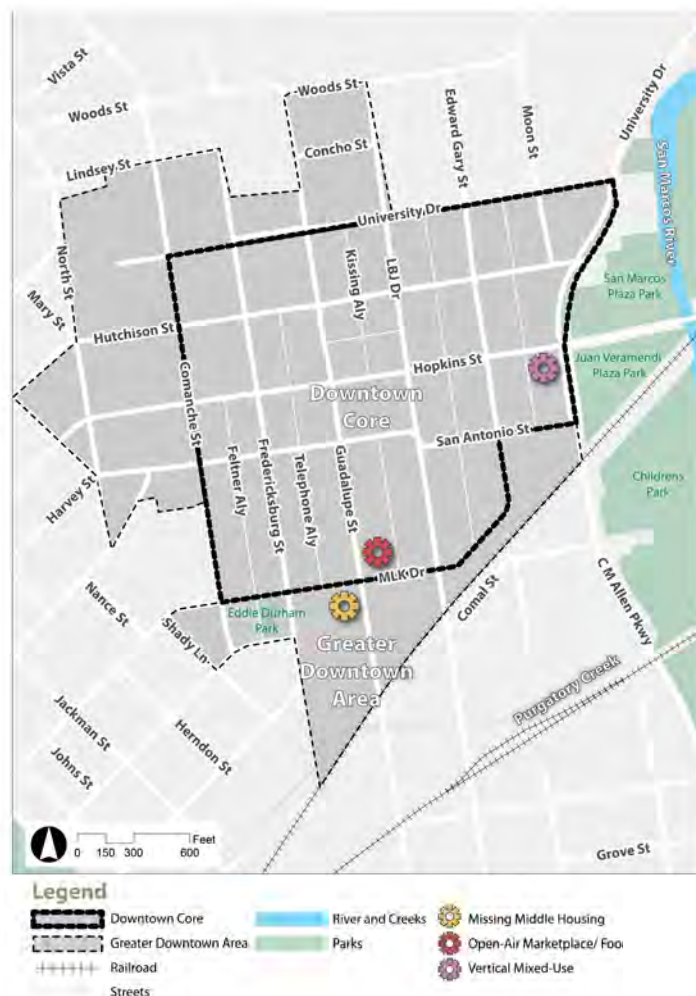 Vista St
Woods St
-Woods St-
Lindsey St
Concho St
Edward Gary St
Moon St
University Dr
San Marcos River
University Dr
North St
Kissing Aly
LBJ Dr
Mary St
San Marcos
Plaza Park
Hutchison St
Comanche St
Hopkins St
Juan Veramendi
Plaza Park
Downtown
Core
San Antonio St
Harvey St
Feltner Aly
Fredericksburg St
Telephone Aly
Guadalupe St
Childrens
Park
MLK Dr
Nance St
Shady Ln
Eddie Durham
Park
Comal St
C M Allen Pkwy
Greater
Downtown
Area
Purgatory Creek
Jackman St
Johns St
Herndon St
Feet
0 150 300 600
Grove St
Legend
Downtown Core
Greater Downtown Area
Railroad
Streets
River and Creeks
Parks
Missing Middle Housing
Open-Air Marketplace/ Foo
Vertical Mixed-Use